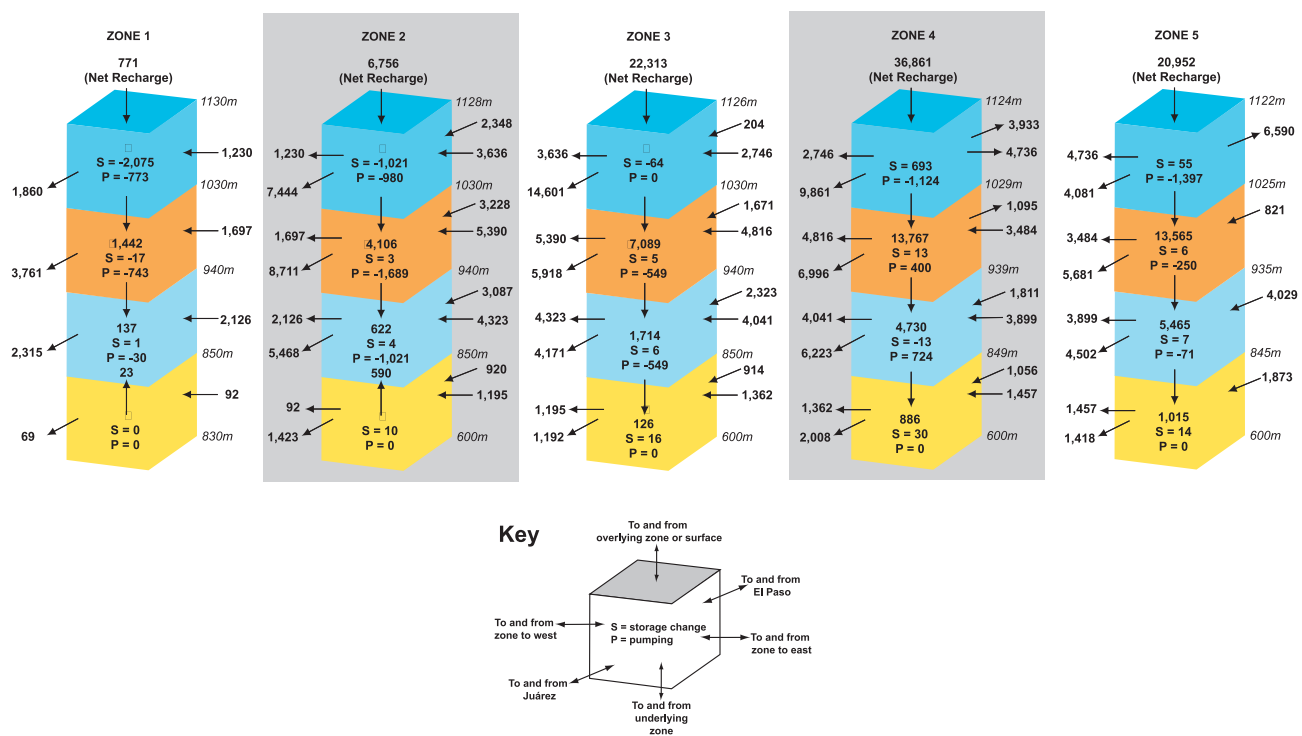 ZONE 1
771
(Net Recharge)
1130m
S = -2,075
P = -773
1,230
1,860
1030m
1,442
S = -17
P = -743
1,697
3,761
940m
137
S = 1
P = -30
23
2,126
2,315
850m
S = 0
P = 0
92
69
830m
ZONE 2
6,756
(Net Recharge)
1128m
2,348
1,230
S = -1,021
P = -980
3,636
7,444
1030m
3,228
1,697
4,106
S = 3
P = -1,689
5,390
8,711
940m
3,087
2,126
622
S = 4
P = -1,021
590
4,323
5,468
850m
920
92
S = 10
P = 0
1,195
1,423
600m
ZONE 3
22,313
(Net Recharge)
1126m
204
3,636
S = -64
P = 0
2,746
14,601
1030m
1,671
5,390
7,089
S = 5
P = -549
4,816
5,918
940m
2,323
4,323
1,714
S = 6
P = -549
4,041
4,171
850m
914
1,195
126
S = 16
P = 0
1,362
1,192
600m
ZONE 4
36,861
(Net Recharge)
1124m
3,933
2,746
S = 693
P = -1,124
4,736
9,861
1029m
1,095
4,816
13,767
S = 13
P = 400
3,484
6,996
939m
1,811
4,041
4,730
S = -13
P = 724
3,899
6,223
849m
1,056
1,362
886
S = 30
P = 0
1,457
2,008
600m
ZONE 5
20,952
(Net Recharge)
1122m
6,590
4,736
S = 55
P = -1,397
4,081
1025m
821
3,484
13,565
S = 6
P = -250
5,681
935m
4,029
3,899
5,465
S = 7
P = -71
4,502
845m
1,873
1,457
1,015
S = 14
P = 0
1,418
600m
Key
To and from
overlying zone or surface
To and from
El Paso
To and from
zone to west
S = storage change
P = pumping
To and from
zone to east
To and from
Juárez
To and from
underlying
zone